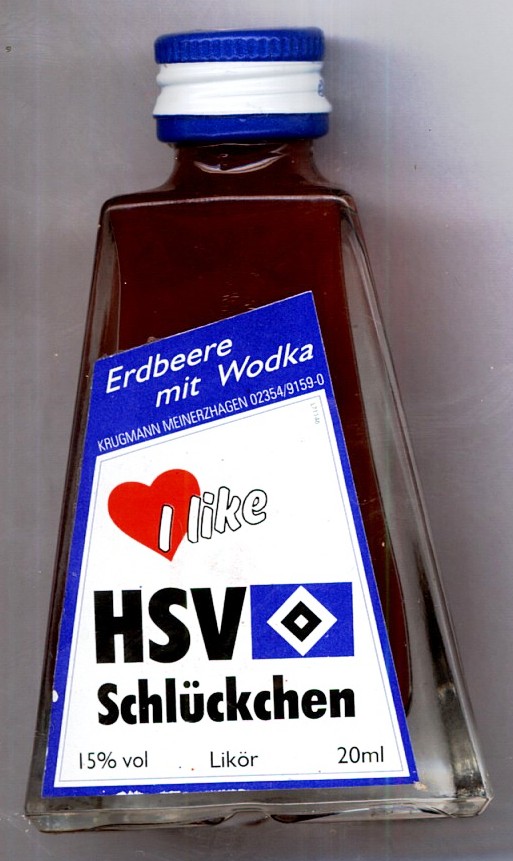 Erdbeere
mit Wodka
KRUGMANN MEINERZHAGEN 02354/9159-0
I like
HSV
Schlückchen
15% vol Likör 20ml